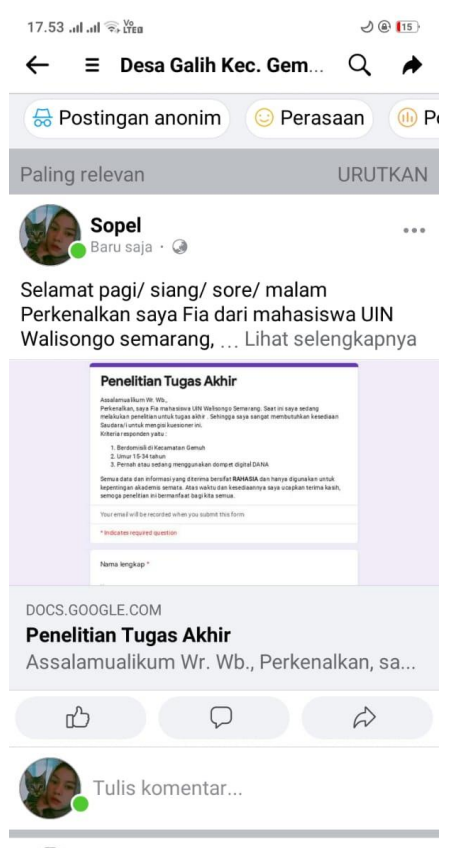 17.53 Vo LTE
15
Desa Galih Kec. Gem...
Postingan anonim Perasaan
Paling relevan URUTKAN
Sopel
Baru saja ·
Selamat pagi/ siang/ sore/ malam
Perkenalkan saya Fia dari mahasiswa UIN
Walisongo semarang, ... Lihat selengkapnya
Penelitian Tugas Akhir
Assalamualikum Wr. Wb.,
Perkenalkan, saya Fia mahasiswa UIN Walisongo Semarang. Saat ini saya sedang
melakukan penelitian untuk tugas akhir . Sehingga saya sangat membutuhkan kesediaan
Saudara/i untuk mengisi kuesioner ini.
Kriteria responden yaitu :
1. Berdomisili di Kecamatan Gemuh
2. Umur 15-34 tahun
3. Pernah atau sedang menggunakan dompet digital DANA
Semua data dan informasi yang diterima bersifat RAHASIA dan hanya digunakan untuk
kepentingan akademis semata. Atas waktu dan kesediaannya saya ucapkan terima kasih,
semoga penelitian ini bermanfaat bagi kita semua.
Your email will be recorded when you submit this form
* Indicates required question
Nama lengkap *
DOCS.GOOGLE.COM
Penelitian Tugas Akhir
Assalamualikum Wr. Wb., Perkenalkan, sa...
Tulis komentar...